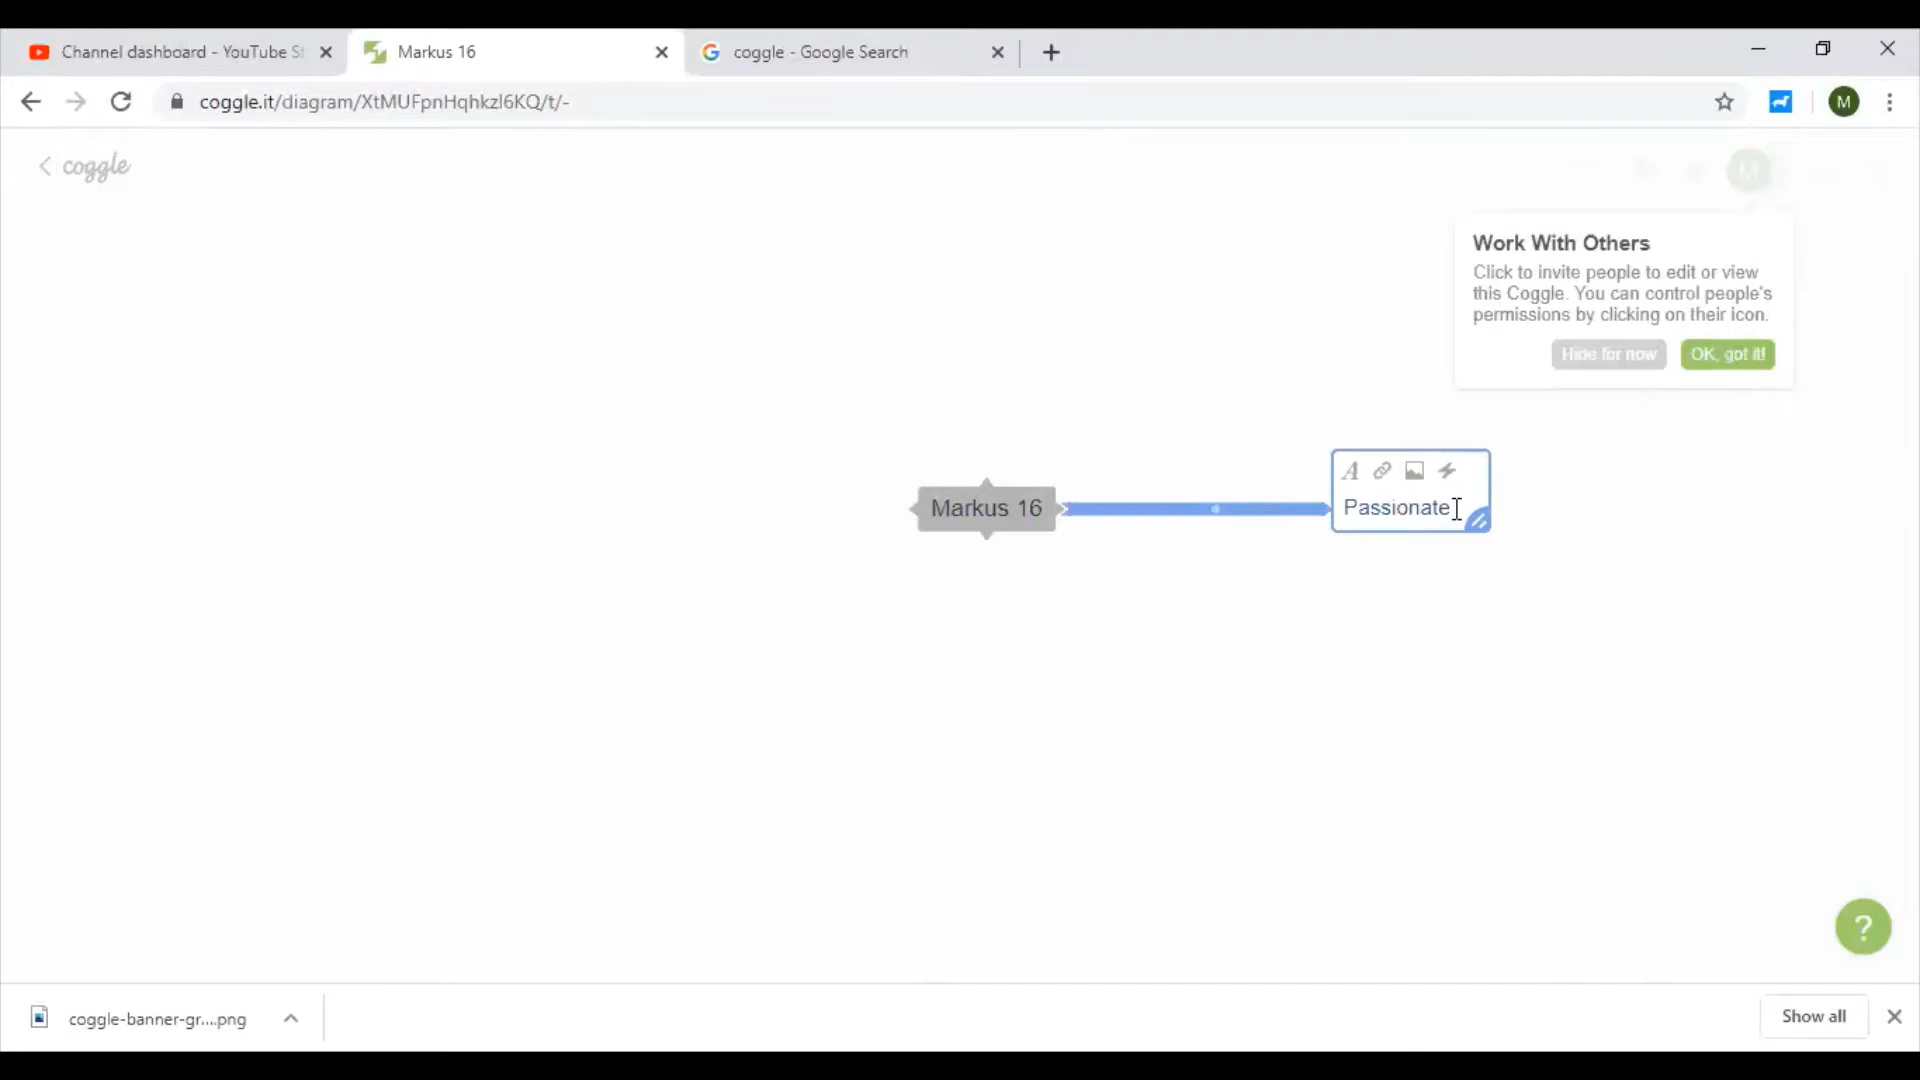 Channel dashboard - YouTube St
Markus 16
coggle - Google Search
coggle.it/diagram/XtMUFpnHqhkzl6KQ/t/-
M
coggle
M
Work With Others
Click to invite people to edit or view
this Coggle. You can control people's
permissions by clicking on their icon.
Hide for now
OK, got it!
A
Markus 16
Passionate
?
coggle-banner-gr....png
Show all